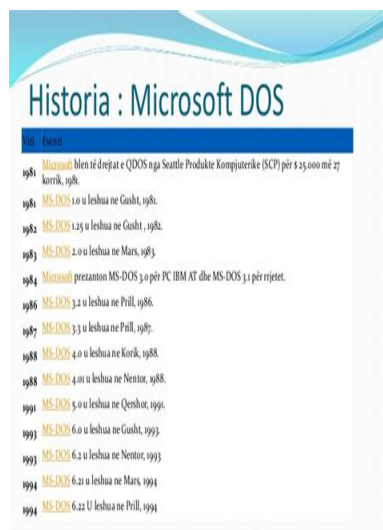 Historia : Microsoft DOS
Viti Eventi
1981 Microsoft blen të drejtat e QDOS nga Seattle Produkte Kompjuterike (SCP) për $ 25.000 më 27
korrik, 1981.
1981 MS-DOS 1.0 u leshua ne Gusht, 1981.
1982 MS-DOS 1.25 u leshua ne Gusht , 1982.
1983 MS-DOS 2.0 u leshua ne Mars, 1983.
1984 Microsoft prezanton MS-DOS 3.0 për PC IBM AT dhe MS-DOS 3.1 për rrjetet.
1986 MS-DOS 3.2 u leshua ne Prill, 1986.
1987 MS-DOS 3.3 u leshua ne Prill, 1987.
1988 MS-DOS 4.0 u leshua ne Korik, 1988.
1988 MS-DOS 4.01 u leshua ne Nentor, 1988.
1991 MS-DOS 5.0 u leshua ne Qershor, 1991.
1993 MS-DOS 6.0 u leshua ne Gusht, 1993.
1993 MS-DOS 6.2 u leshua ne Nentor, 1993
1994 MS-DOS 6.21 u leshua ne Mars, 1994
1994 MS-DOS 6.22 U leshua ne Prill, 1994